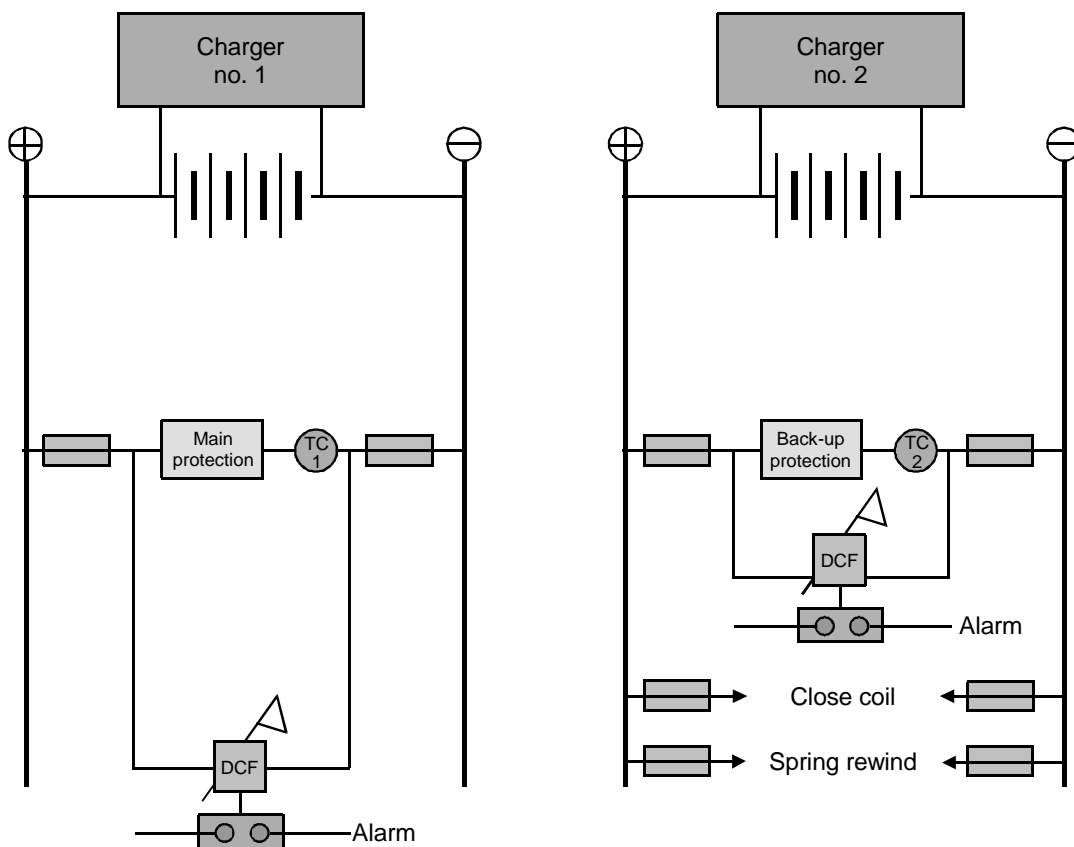 Charger
no. 1
Charger
no. 2
Main
protection
TC
1
Back-up
protection
TC
2
DCF
Alarm
Close coil
Spring rewind
DCF
Alarm